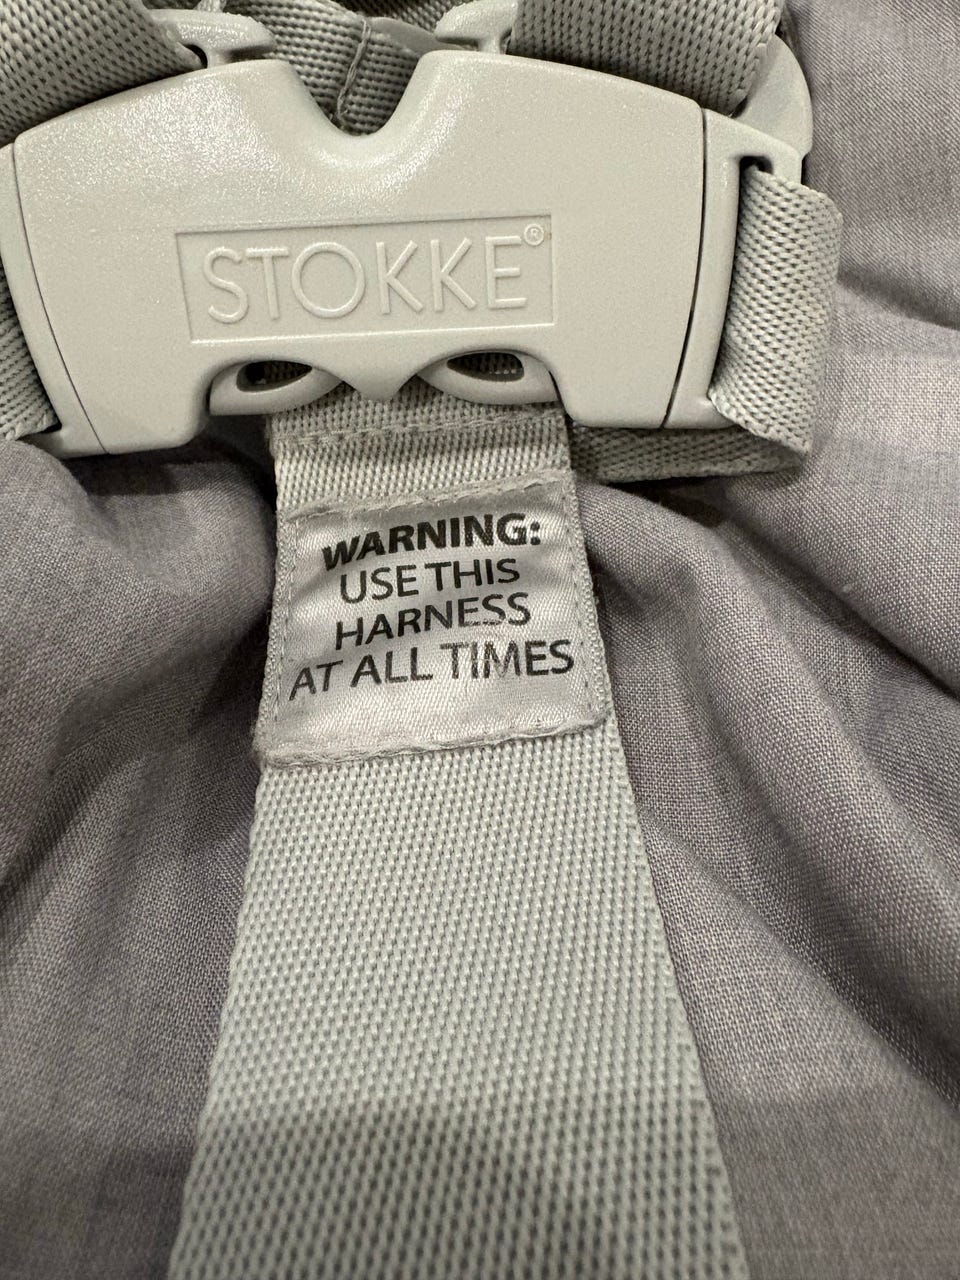 STOKKE®
WARNING:
USE THIS
HARNESS
AT ALL TIMES